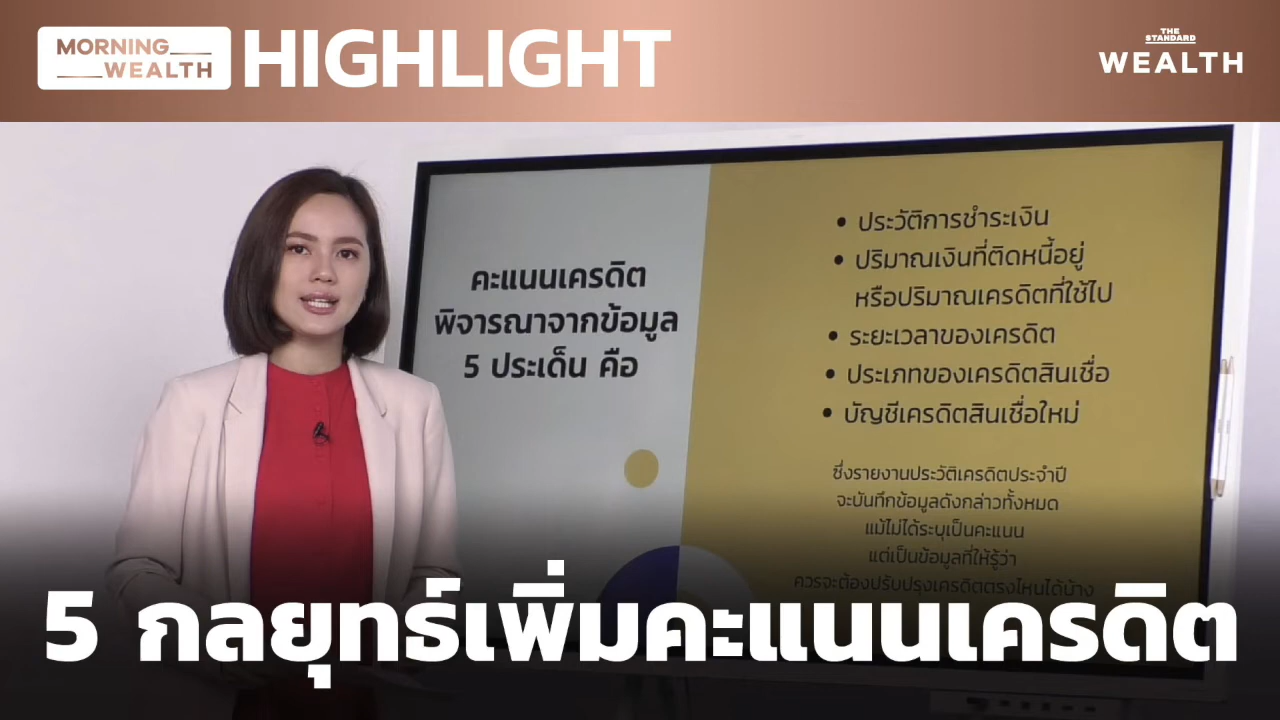 MORNING
WEALTH
HIGHLIGHT
THE
STANDARD
WEALTH
คะแนนเครดิต
พิจารณาจากข้อมูล
5 ประเด็น คือ
• ประวัติการชำระเงิน
• ปริมาณเงินที่ติดหนี้อยู่
หรือปริมาณเครดิตที่ใช้ไป
• ระยะเวลาของเครดิต
• ประเภทของเครดิตสินเชื่อ
• บัญชีเครดิตสินเชื่อใหม่
ซึ่งรายงานประวัติเครดิตประจำปี
จะบันทึกข้อมูลดังกล่าวทั้งหมด
แม้ไม่ได้ระบุเป็นคะแนน
แต่เป็นข้อมูลที่ให้รู้ว่า
ควรจะต้องปรับปรุงเครดิตตรงไหนได้บ้าง
5 กลยุทธ์เพิ่มคะแนนเครดิต